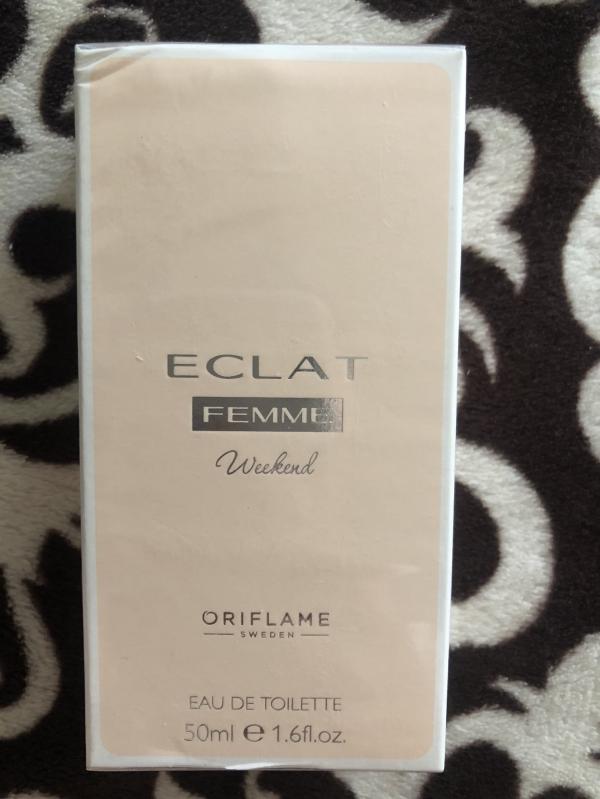 ECLAT
FEMME
Weekend
ORIFLAME
SWEDEN
EAU DE TOILETTE
50ml ℮ 1.6fl.oz.